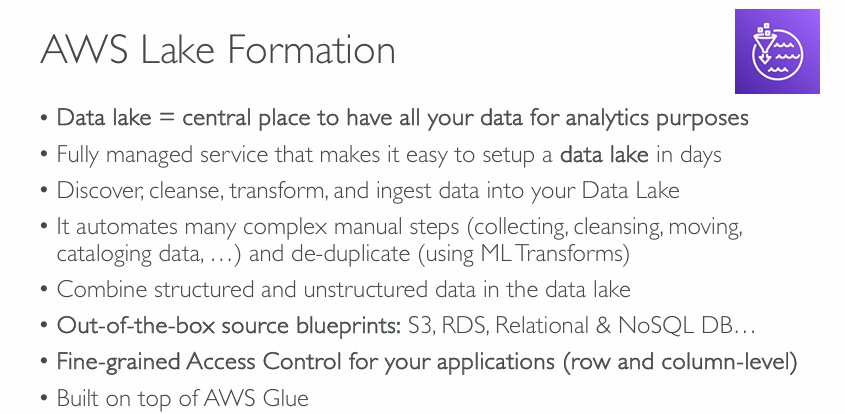 AWS Lake Formation
• Data lake = central place to have all your data for analytics purposes
• Fully managed service that makes it easy to setup a data lake in days
• Discover, cleanse, transform, and ingest data into your Data Lake
• It automates many complex manual steps (collecting, cleansing, moving,
cataloging data, …) and de-duplicate (using ML Transforms)
• Combine structured and unstructured data in the data lake
• Out-of-the-box source blueprints: S3, RDS, Relational & NoSQL DB…
• Fine-grained Access Control for your applications (row and column-level)
• Built on top of AWS Glue